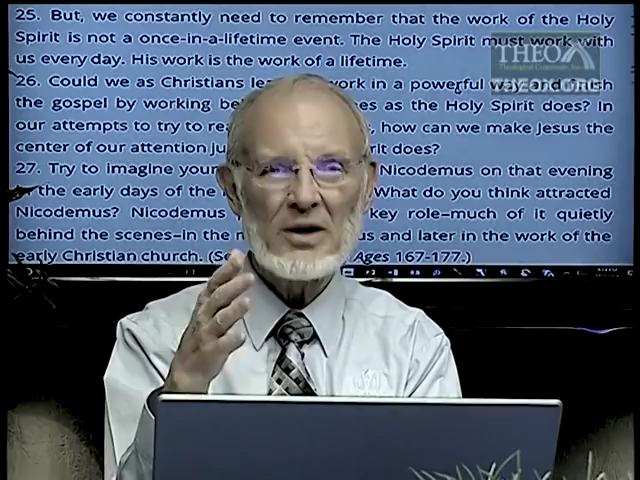 25. But, we constantly need to remember that the work of the Holy
Spirit is not a once-in-a-lifetime event. The Holy Spirit must work with
us every day. His work is the work of a lifetime.
26. Could we as Christians work in a powerful way and
the gospel by working as the Holy Spirit does? In
our attempts to try to how can we make Jesus the
center of our attention does?
27. Try to imagine Nicodemus on that evening
the early days of the What do you think attracted
Nicodemus? Nicodemus key role—much of it quietly
behind the scenes—in the and later in the work of the
early Christian church. Ages 167-177.)
THEO
THEOX.ORG